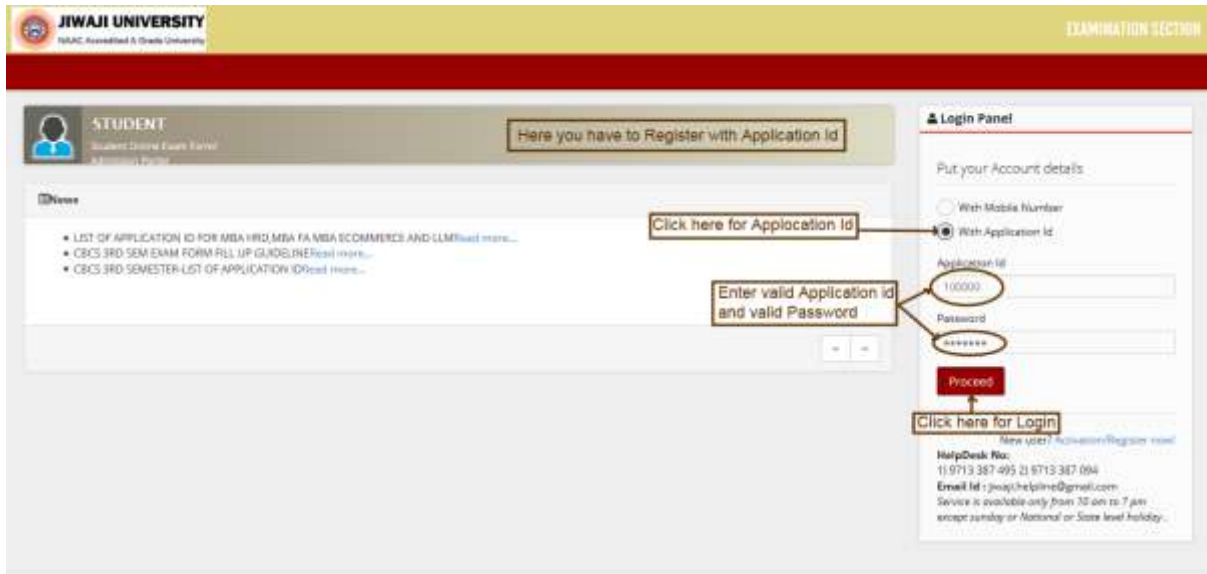 JIWAJI UNIVERSITY
NAAC Accredited A Grade University
EXAMINATION SECTION
STUDENT
Student Online Exam Form/
Admission Portal
Here you have to Register with Application Id
News
• LIST OF APPLICATION ID FOR MBA HRD,MBA FA MBA ECOMMERCE AND LLMRead more...
• CBCS 3RD SEM EXAM FORM FILL UP GUIDELINERead more...
• CBCS 3RD SEMESTER-LIST OF APPLICATION IDRead more...
Login Panel
Put your Account details
With Mobile Number
Click here for Applocation Id
With Application Id
Application Id
100000
Enter valid Application id
and valid Password
Password
*******
Proceed
Click here for Login
New user? Activation/Register now!
HelpDesk No:
1) 9713 387 495 2) 9713 387 094
Email Id : jiwaji.helpline@gmail.com
Service is available only from 10 am to 7 pm
except sunday or National or State level holiday.